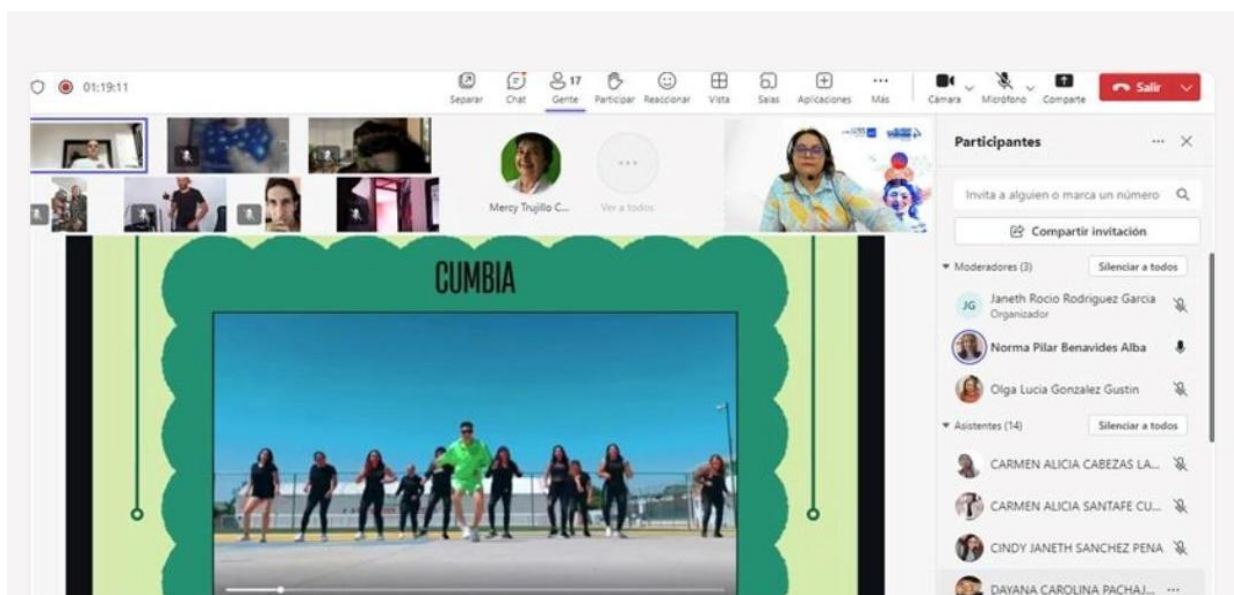 01:19:11
Separar
Chat
17
Gente
Participar
Reaccionar
Vista
Salas
Aplicaciones
Más
Cámara
Micrófono
Comparte
Salir
Mercy Trujillo C...
Ver a todos
CUMBIA
Participantes
Invita a alguien o marca un número
Compartir invitación
Moderadores (3)
Silenciar a todos
JG
Janeth Rocio Rodriguez Garcia
Organizador
Norma Pilar Benavides Alba
Olga Lucia Gonzalez Gustin
Asistentes (14)
Silenciar a todos
CARMEN ALICIA CABEZAS LA...
CARMEN ALICIA SANTAFE CU...
CINDY JANETH SANCHEZ PENA
DAYANA CAROLINA PACHAJ...